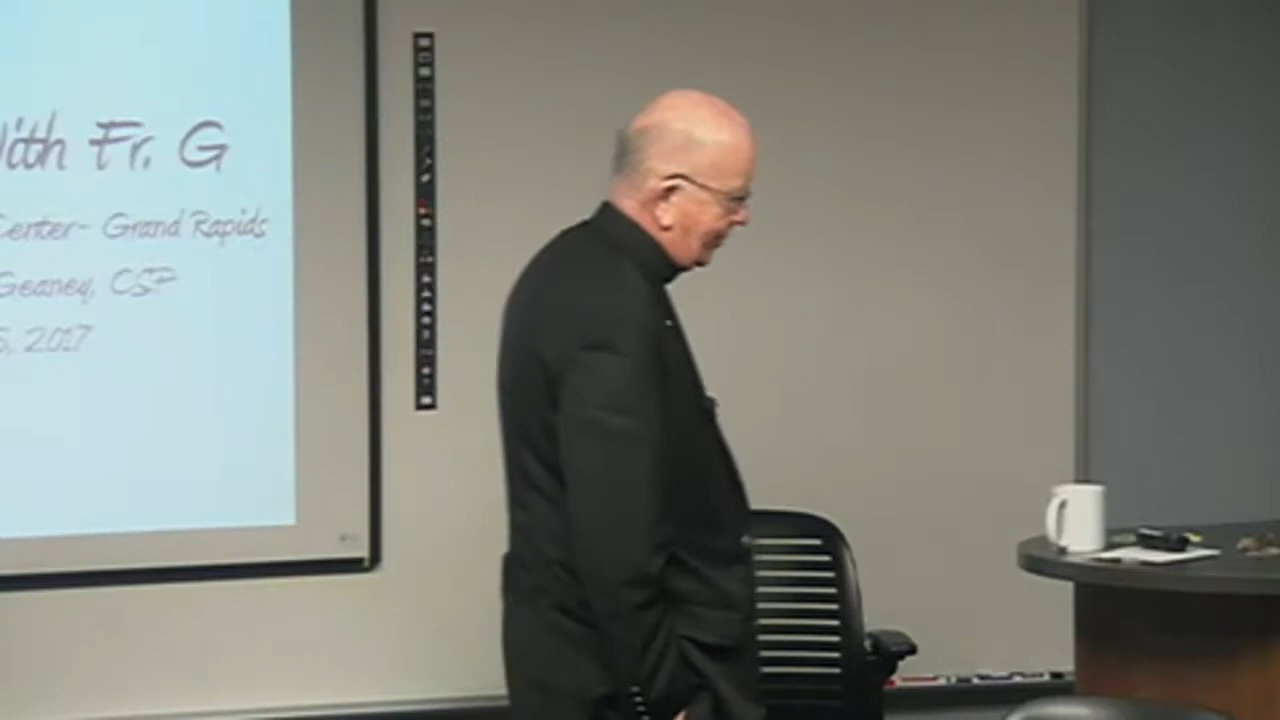 ith Fr. G
Center- Grand Rapids
Geaney, CSP
5, 2017